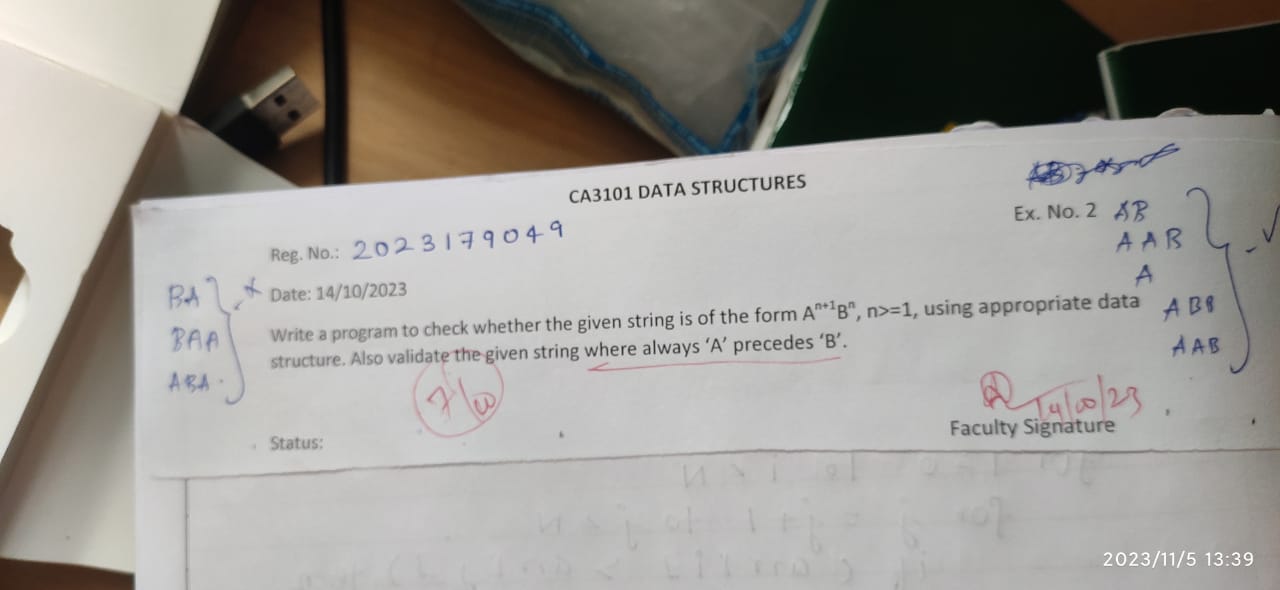 CA3101 DATA STRUCTURES
Ex. No. 2 AB
Reg. No.: 2023179049
AAB
A
BA
Date: 14/10/2023
Write a program to check whether the given string is of the form Aⁿ⁺¹Bⁿ, n>=1, using appropriate data
ABB
BAA
structure. Also validate the given string where always ‘A’ precedes ‘B’.
AAB
ABA
7/10
14/10/23
Status:
Faculty Signature
2023/11/5 13:39